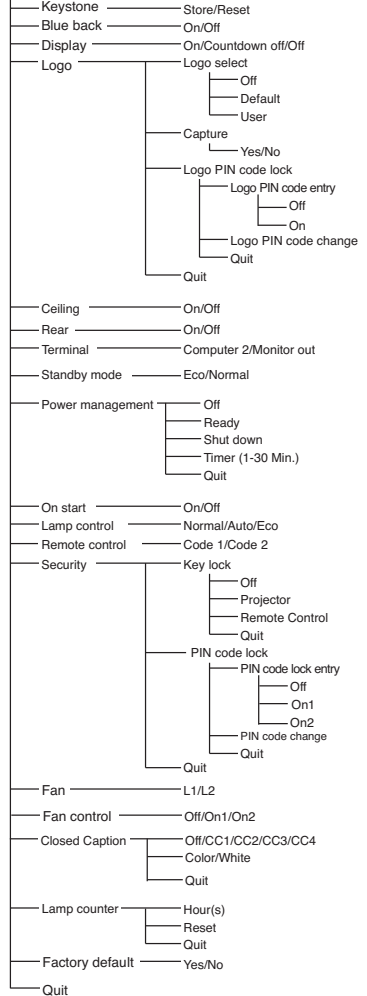 Keystone Store/Reset
Blue back On/Off
Display On/Countdown off/Off
Logo Logo select
Off
Default
User
Capture
Yes/No
Logo PIN code lock
Logo PIN code entry
Off
On
Logo PIN code change
Quit
Quit
Ceiling On/Off
Rear On/Off
Terminal Computer 2/Monitor out
Standby mode Eco/Normal
Power management Off
Ready
Shut down
Timer (1-30 Min.)
Quit
On start On/Off
Lamp control Normal/Auto/Eco
Remote control Code 1/Code 2
Security Key lock
Off
Projector
Remote Control
Quit
PIN code lock
PIN code lock entry
Off
On1
On2
PIN code change
Quit
Quit
Fan L1/L2
Fan control Off/On1/On2
Closed Caption Off/CC1/CC2/CC3/CC4
Color/White
Quit
Lamp counter Hour(s)
Reset
Quit
Factory default Yes/No
Quit